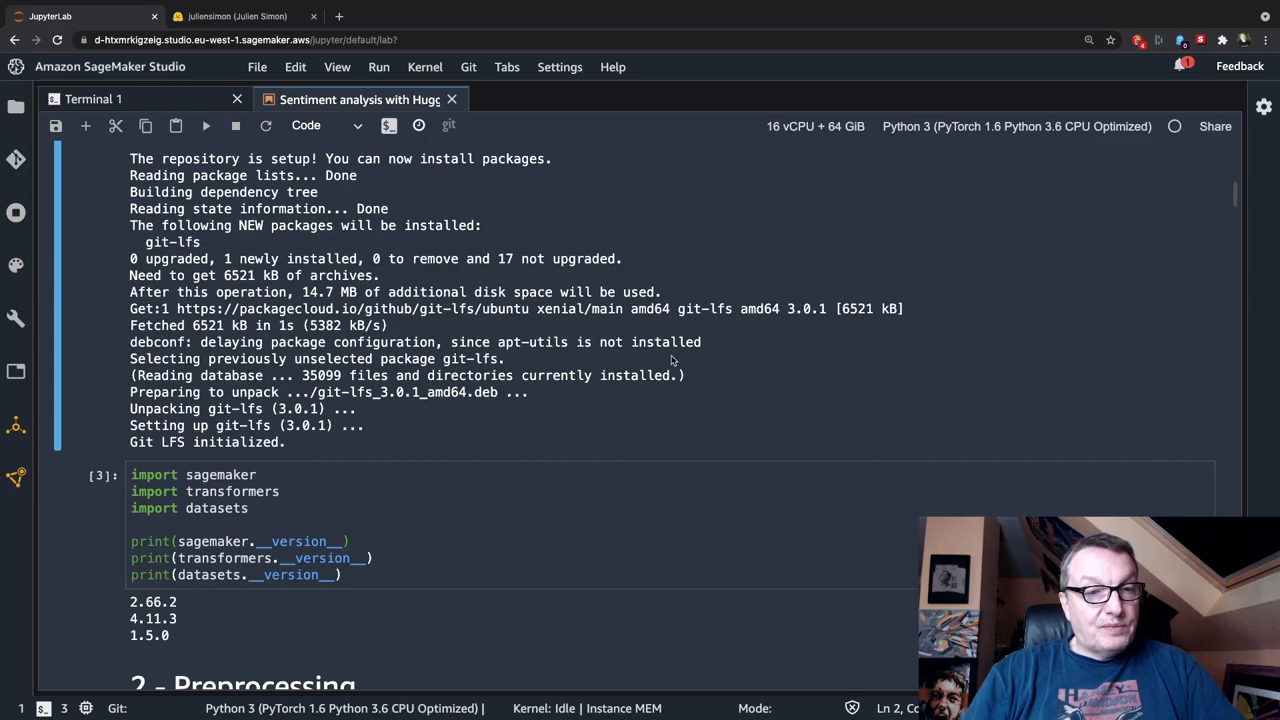 JupyterLab
juliensimon (Julien Simon)
d-htxmrkigzeig.studio.eu-west-1.sagemaker.aws/jupyter/default/lab?
Amazon SageMaker Studio File Edit View Run Kernel Git Tabs Settings Help 1 Feedback
Terminal 1
Sentiment analysis with Hugg
Code git 16 vCPU + 64 GiB Python 3 (PyTorch 1.6 Python 3.6 CPU Optimized) Share
The repository is setup! You can now install packages.
Reading package lists... Done
Building dependency tree
Reading state information... Done
The following NEW packages will be installed:
git-lfs
0 upgraded, 1 newly installed, 0 to remove and 17 not upgraded.
Need to get 6521 kB of archives.
After this operation, 14.7 MB of additional disk space will be used.
Get:1 https://packagecloud.io/github/git-lfs/ubuntu xenial/main amd64 git-lfs amd64 3.0.1 [6521 kB]
Fetched 6521 kB in 1s (5382 kB/s)
debconf: delaying package configuration, since apt-utils is not installed
Selecting previously unselected package git-lfs.
(Reading database ... 35099 files and directories currently installed.)
Preparing to unpack .../git-lfs_3.0.1_amd64.deb ...
Unpacking git-lfs (3.0.1) ...
Setting up git-lfs (3.0.1) ...
Git LFS initialized.
[3]: import sagemaker
import transformers
import datasets
print(sagemaker.__version__)
print(transformers.__version__)
print(datasets.__version__)
2.66.2
4.11.3
1.5.0
2 - Preprocessing
1 3 Git: Python 3 (PyTorch 1.6 Python 3.6 CPU Optimized) | Kernel: Idle | Instance MEM Mode: Ln 2, Co